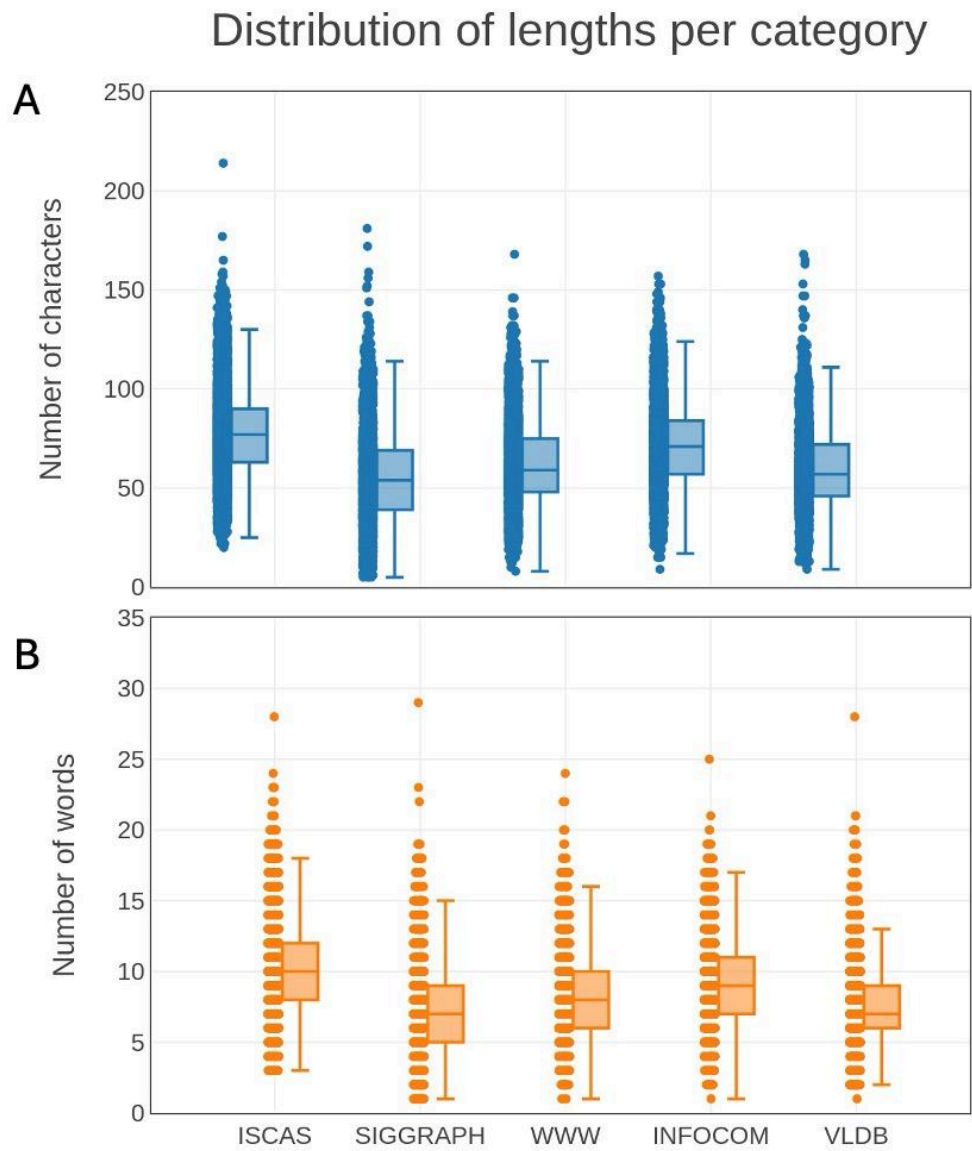 Distribution of lengths per category
A
250
200
150
100
50
0
Number of characters
B
35
30
25
20
15
10
5
0
Number of words
ISCAS SIGGRAPH WWW INFOCOM VLDB